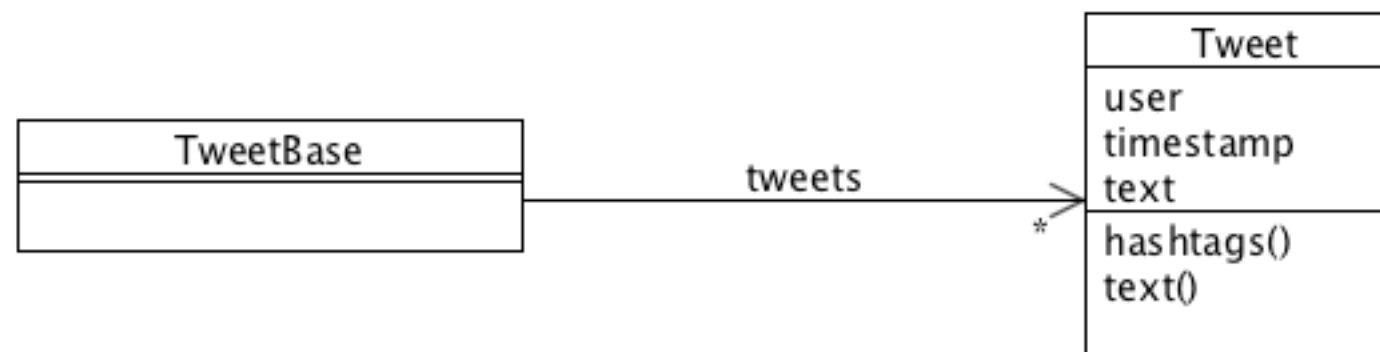 TweetBase
tweets
*
Tweet
user
timestamp
text
hashtags()
text()